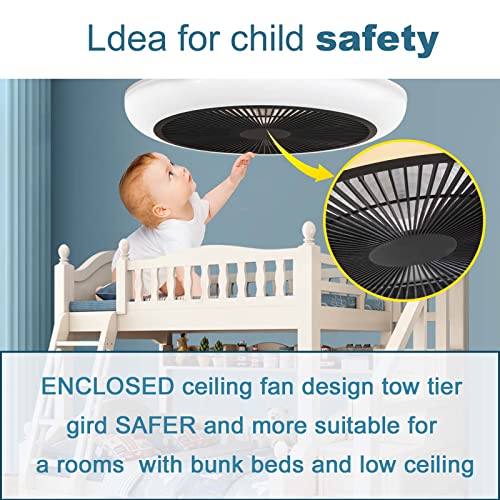 Ldea for child safety
ENCLOSED ceiling fan design tow tier
gird SAFER and more suitable for
a rooms with bunk beds and low ceiling